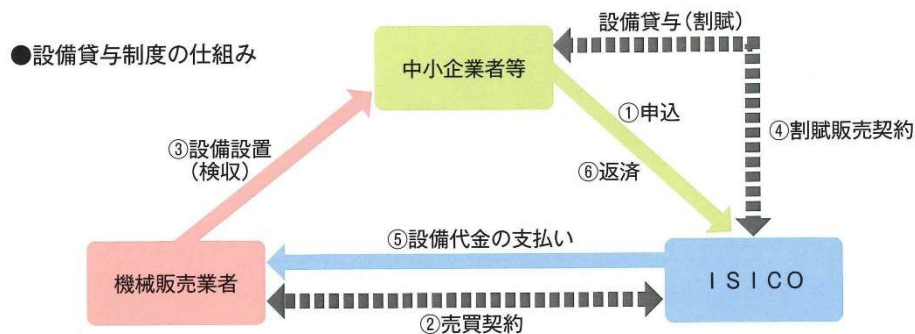 ●設備貸与制度の仕組み
設備貸与(割賦)
中小企業者等
①申込
④割賦販売契約
③設備設置
(検収)
⑥返済
⑤設備代金の支払い
機械販売業者
ISICO
②売買契約